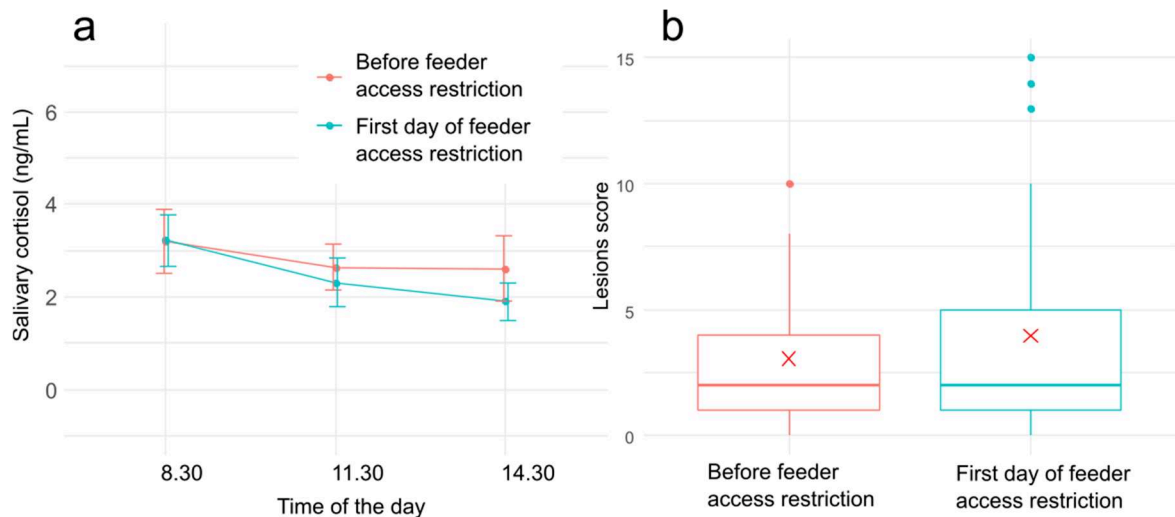 a
Before feeder
access restriction
First day of feeder
access restriction
Salivary cortisol (ng/mL)
6
4
2
0
8.30
11.30
14.30
Time of the day
b
Lesions score
15
10
5
0
Before feeder
access restriction
First day of feeder
access restriction